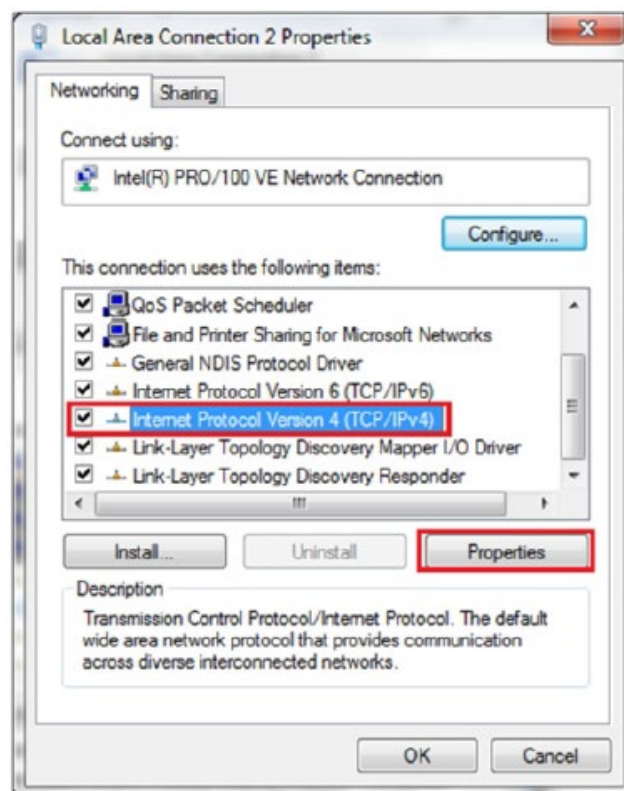 Local Area Connection 2 Properties
Networking Sharing
Connect using:
Intel(R) PRO/100 VE Network Connection
Configure...
This connection uses the following items:
QoS Packet Scheduler
File and Printer Sharing for Microsoft Networks
General NDIS Protocol Driver
Internet Protocol Version 6 (TCP/IPv6)
Internet Protocol Version 4 (TCP/IPv4)
Link-Layer Topology Discovery Mapper I/O Driver
Link-Layer Topology Discovery Responder
Install... Uninstall Properties
Description
Transmission Control Protocol/Internet Protocol. The default
wide area network protocol that provides communication
across diverse interconnected networks.
OK Cancel